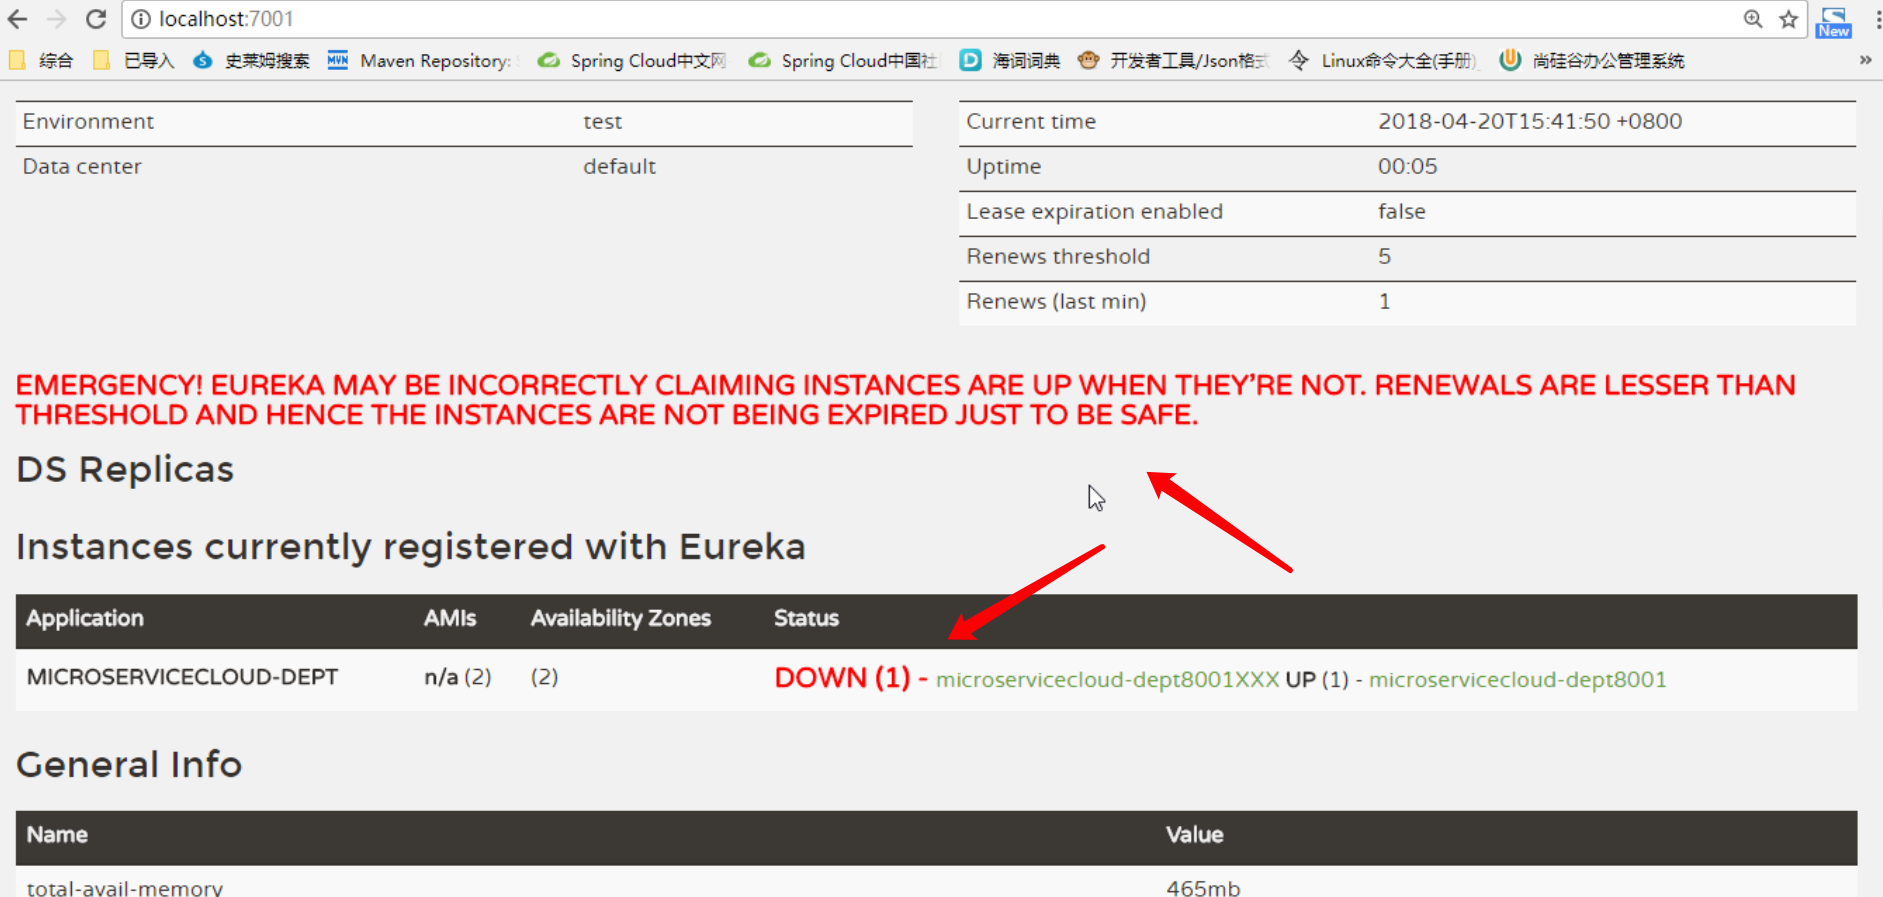 localhost:7001
New
综合 已导入 史莱姆搜索 MVN Maven Repository: Spring Cloud中文网 Spring Cloud中国社 海词词典 开发者工具/Json格式 Linux命令大全(手册) 尚硅谷办公管理系统 »
Environment test
Data center default
Current time 2018-04-20T15:41:50 +0800
Uptime 00:05
Lease expiration enabled false
Renews threshold 5
Renews (last min) 1
EMERGENCY! EUREKA MAY BE INCORRECTLY CLAIMING INSTANCES ARE UP WHEN THEY'RE NOT. RENEWALS ARE LESSER THAN
THRESHOLD AND HENCE THE INSTANCES ARE NOT BEING EXPIRED JUST TO BE SAFE.
DS Replicas
Instances currently registered with Eureka
Application AMIs Availability Zones Status
MICROSERVICECLOUD-DEPT n/a (2) (2) DOWN (1) - microservicecloud-dept8001XXX UP (1) - microservicecloud-dept8001
General Info
Name Value
total-avail-memory 465mb